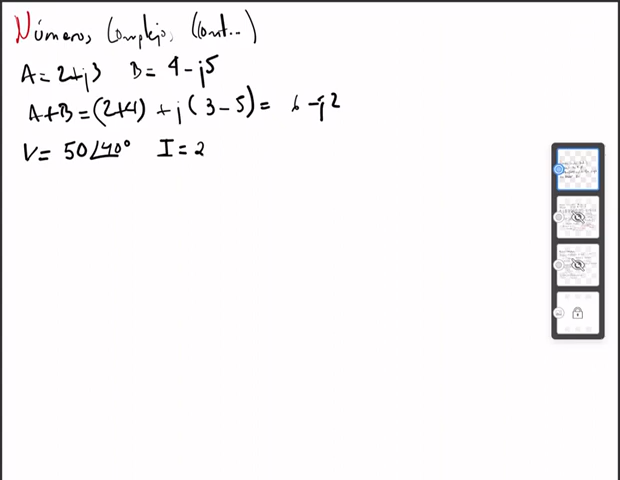 Números Complejos (Cont..)
A = 2+j3 B = 4-j5
A+B = (2+4) + j(3-5) = 6-j2
V = 50∠40° I = 2